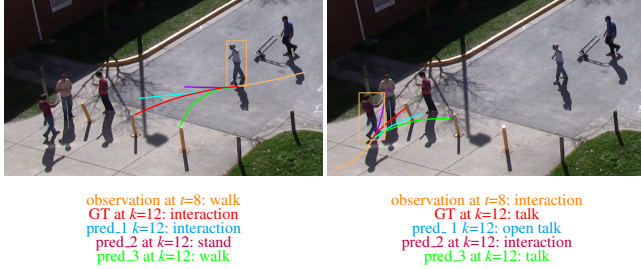 observation at t=8: walk
GT at k=12: interaction
pred_1 k=12: interaction
pred_2 at k=12: stand
pred_3 at k=12: walk
observation at t=8: interaction
GT at k=12: talk
pred_ 1 k=12: open talk
pred_2 at k=12: interaction
pred_3 at k=12: talk